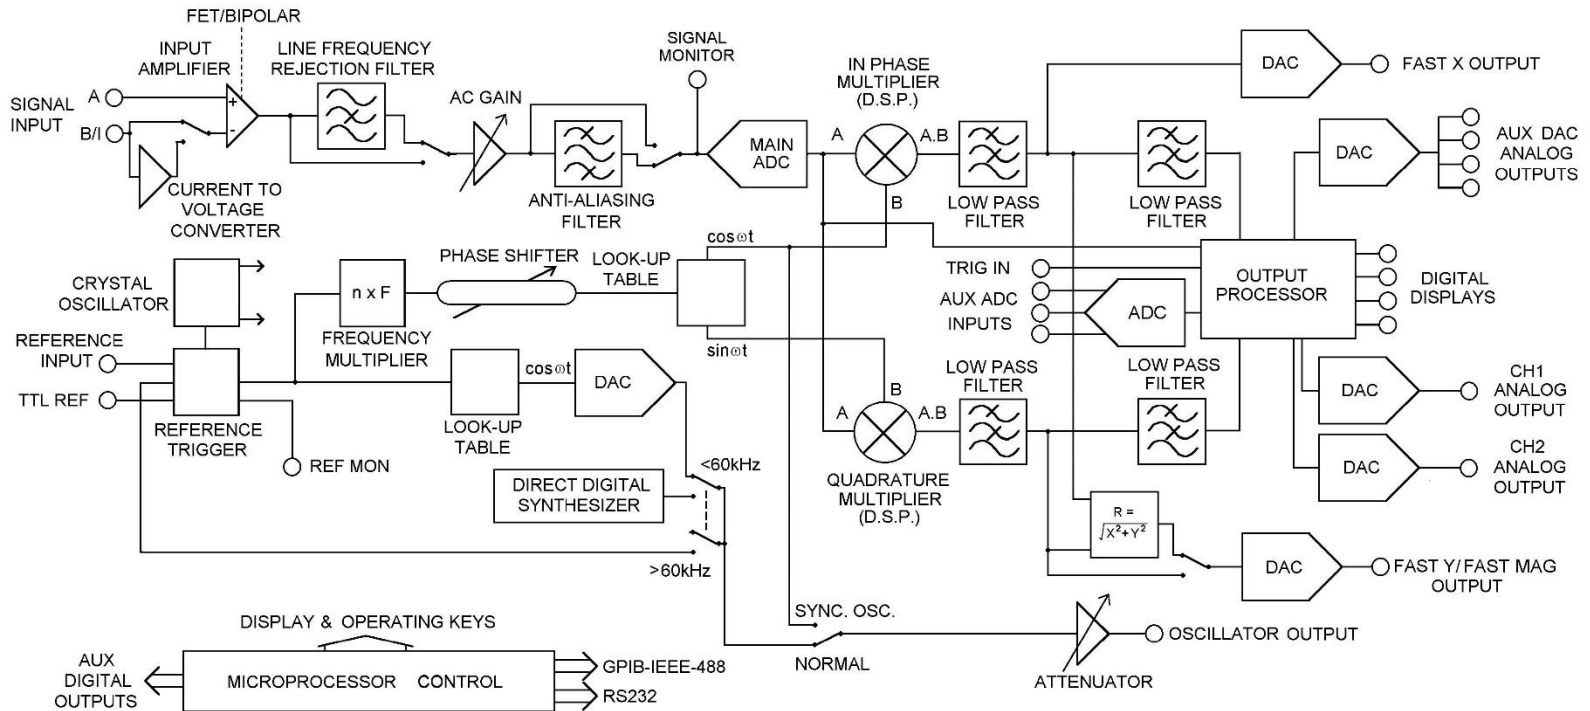 FET/BIPOLAR
INPUT
AMPLIFIER
LINE FREQUENCY
REJECTION FILTER
SIGNAL
INPUT
A
B/I
+
-
CURRENT TO
VOLTAGE
CONVERTER
AC GAIN
ANTI-ALIASING
FILTER
SIGNAL
MONITOR
MAIN
ADC
IN PHASE
MULTIPLIER
(D.S.P.)
A
A.B
B
LOW PASS
FILTER
LOW PASS
FILTER
DAC
FAST X OUTPUT
DAC
AUX DAC
ANALOG
OUTPUTS
CRYSTAL
OSCILLATOR
REFERENCE
INPUT
TTL REF
REFERENCE
TRIGGER
REF MON
n x F
FREQUENCY
MULTIPLIER
PHASE SHIFTER
LOOK-UP
TABLE
cosωt
sinωt
LOOK-UP
TABLE
cosωt
DAC
TRIG IN
AUX ADC
INPUTS
ADC
OUTPUT
PROCESSOR
DIGITAL
DISPLAYS
LOW PASS
FILTER
LOW PASS
FILTER
A
B
A.B
QUADRATURE
MULTIPLIER
(D.S.P.)
DAC
CH1
ANALOG
OUTPUT
DAC
CH2
ANALOG
OUTPUT
DIRECT DIGITAL
SYNTHESIZER
<60kHz
>60kHz
R =
√X²+Y²
DAC
FAST Y/FAST MAG
OUTPUT
SYNC. OSC.
NORMAL
ATTENUATOR
OSCILLATOR OUTPUT
DISPLAY & OPERATING KEYS
AUX
DIGITAL
OUTPUTS
MICROPROCESSOR CONTROL
GPIB-IEEE-488
RS232